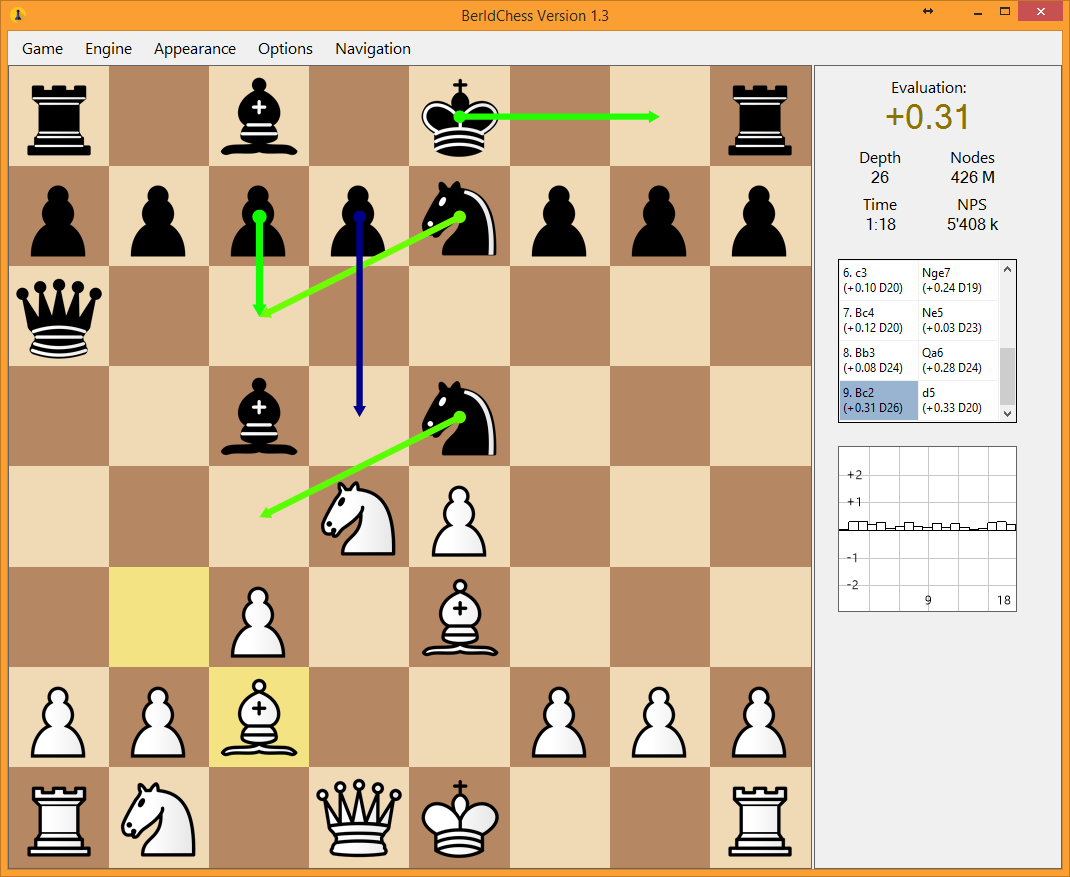 BerldChess Version 1.3
Game Engine Appearance Options Navigation
Evaluation:
+0.31
Depth Nodes
26 426 M
Time NPS
1:18 5'408 k
6. c3 Nge7
(+0.10 D20) (+0.24 D19)
7. Bc4 Ne5
(+0.12 D20) (+0.03 D23)
8. Bb3 Qa6
(+0.08 D24) (+0.28 D24)
9. Bc2 d5
(+0.31 D26) (+0.33 D20)
+2
+1
-1
-2
9 18